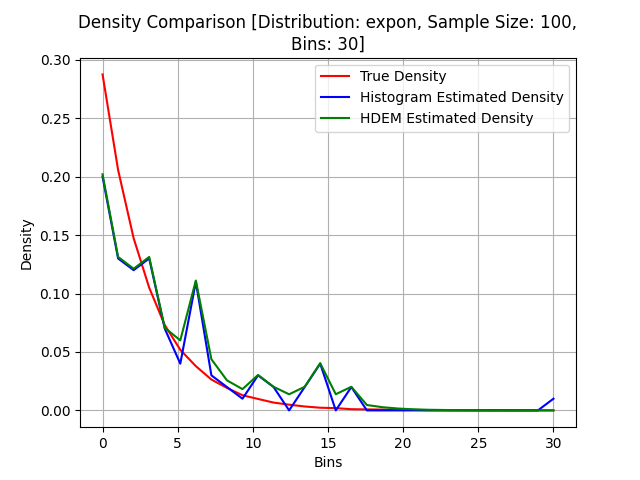 Density Comparison [Distribution: expon, Sample Size: 100,
Bins: 30]
True Density
Histogram Estimated Density
HDEM Estimated Density
Density
0.30
0.25
0.20
0.15
0.10
0.05
0.00
0 5 10 15 20 25 30
Bins